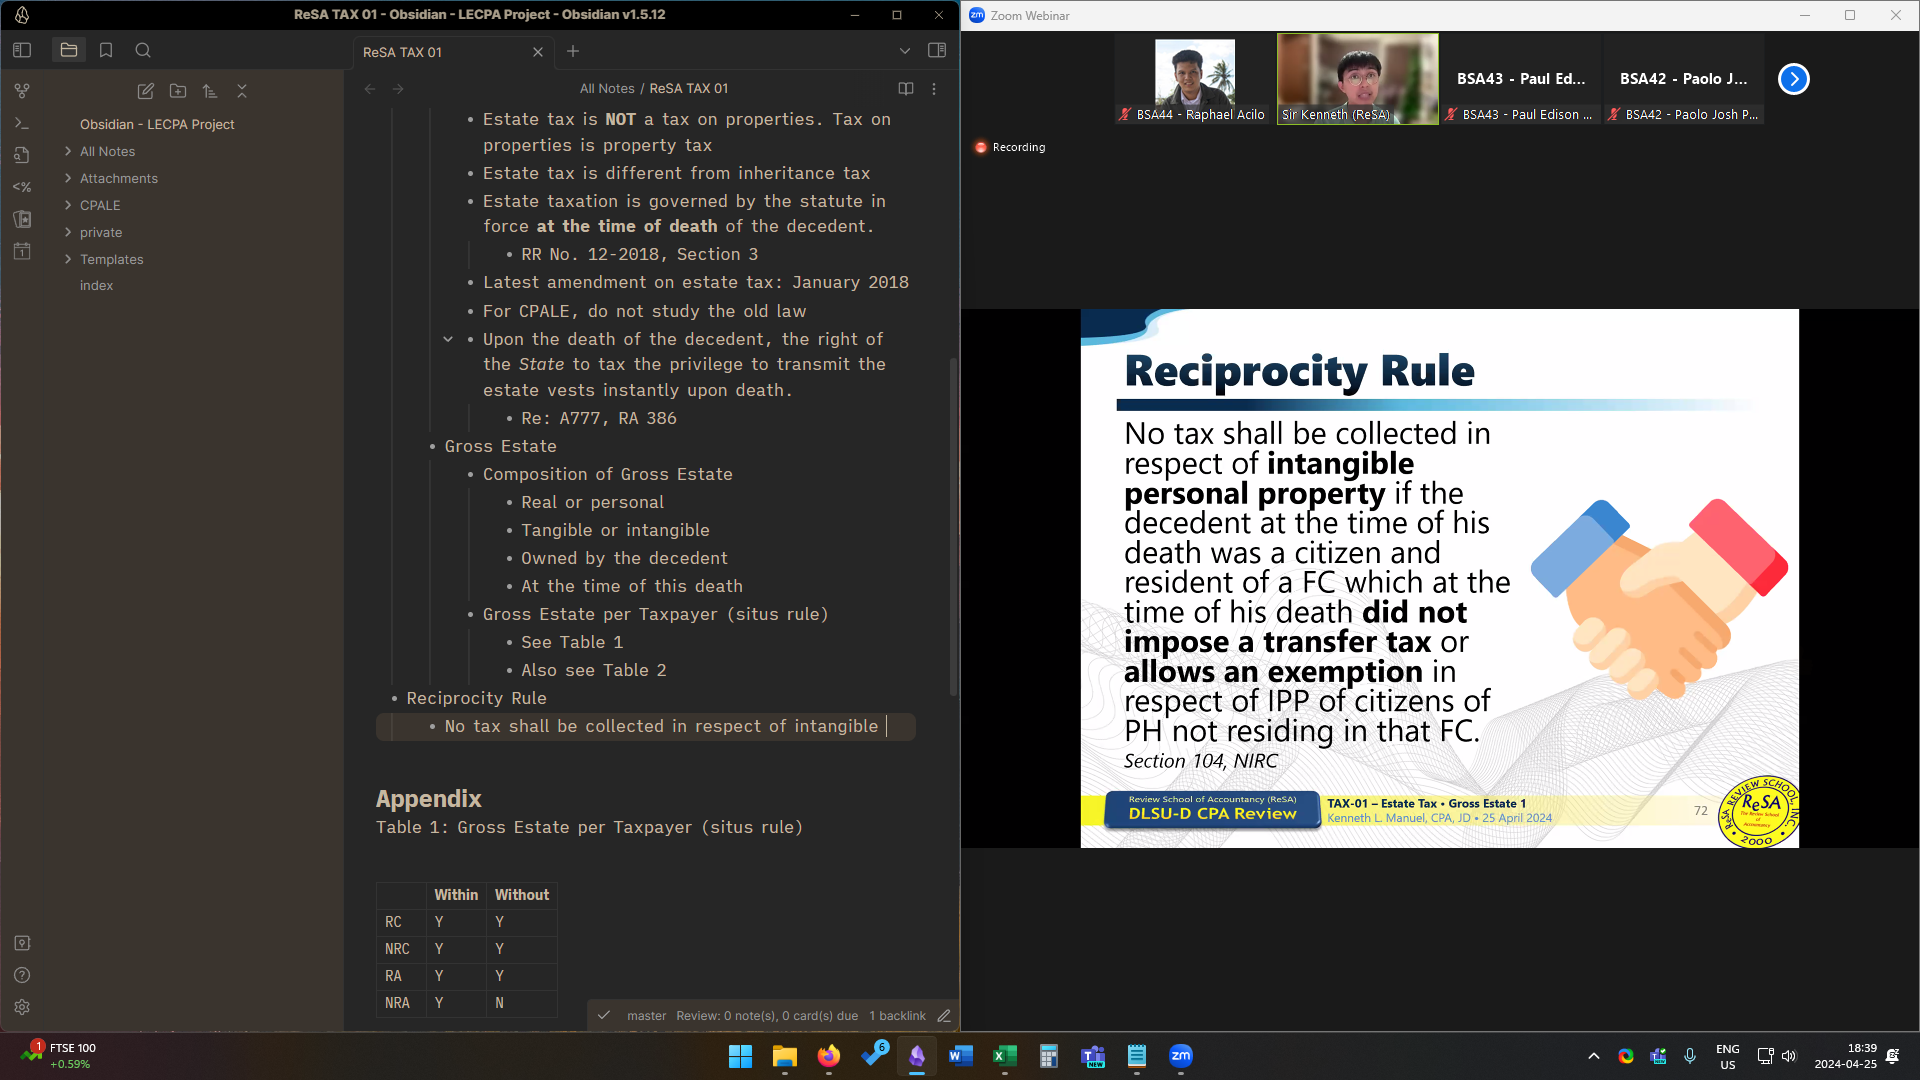 ReSA TAX 01 - Obsidian - LECPA Project - Obsidian v1.5.12
ReSA TAX 01
All Notes / ReSA TAX 01
Obsidian - LECPA Project
All Notes
Attachments
CPALE
private
Templates
index
Estate tax is NOT a tax on properties. Tax on
properties is property tax
Estate tax is different from inheritance tax
Estate taxation is governed by the statute in
force at the time of death of the decedent.
RR No. 12-2018, Section 3
Latest amendment on estate tax: January 2018
For CPALE, do not study the old law
Upon the death of the decedent, the right of
the State to tax the privilege to transmit the
estate vests instantly upon death.
Re: A777, RA 386
Gross Estate
Composition of Gross Estate
Real or personal
Tangible or intangible
Owned by the decedent
At the time of this death
Gross Estate per Taxpayer (situs rule)
See Table 1
Also see Table 2
Reciprocity Rule
No tax shall be collected in respect of intangible
Appendix
Table 1: Gross Estate per Taxpayer (situs rule)
Within Without
RC Y Y
NRC Y Y
RA Y Y
NRA Y N
master Review: 0 note(s), 0 card(s) due 1 backlink
zm Zoom Webinar
BSA44 - Raphael Acilo
Sir Kenneth (ReSA)
BSA43 - Paul Ed...
BSA43 - Paul Edison ...
BSA42 - Paolo J...
BSA42 - Paolo Josh P...
Recording
Reciprocity Rule
No tax shall be collected in
respect of intangible
personal property if the
decedent at the time of his
death was a citizen and
resident of a FC which at the
time of his death did not
impose a transfer tax or
allows an exemption in
respect of IPP of citizens of
PH not residing in that FC.
Section 104, NIRC
Review School of Accountancy (ReSA)
DLSU-D CPA Review
TAX-01 – Estate Tax • Gross Estate 1
Kenneth L. Manuel, CPA, JD • 25 April 2024
72
ReSA REVIEW SCHOOL, INC.
ReSA
The Review School
of Accountancy
2000
1
FTSE 100
+0.59%
6
W
X
NEW
zm
ENG
US
18:39
2024-04-25